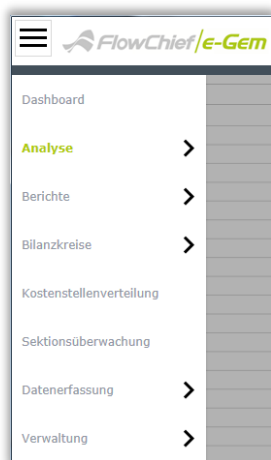 FlowChief/e-Gem
Dashboard
Analyse
Berichte
Bilanzkreise
Kostenstellenverteilung
Sektionsüberwachung
Datenerfassung
Verwaltung